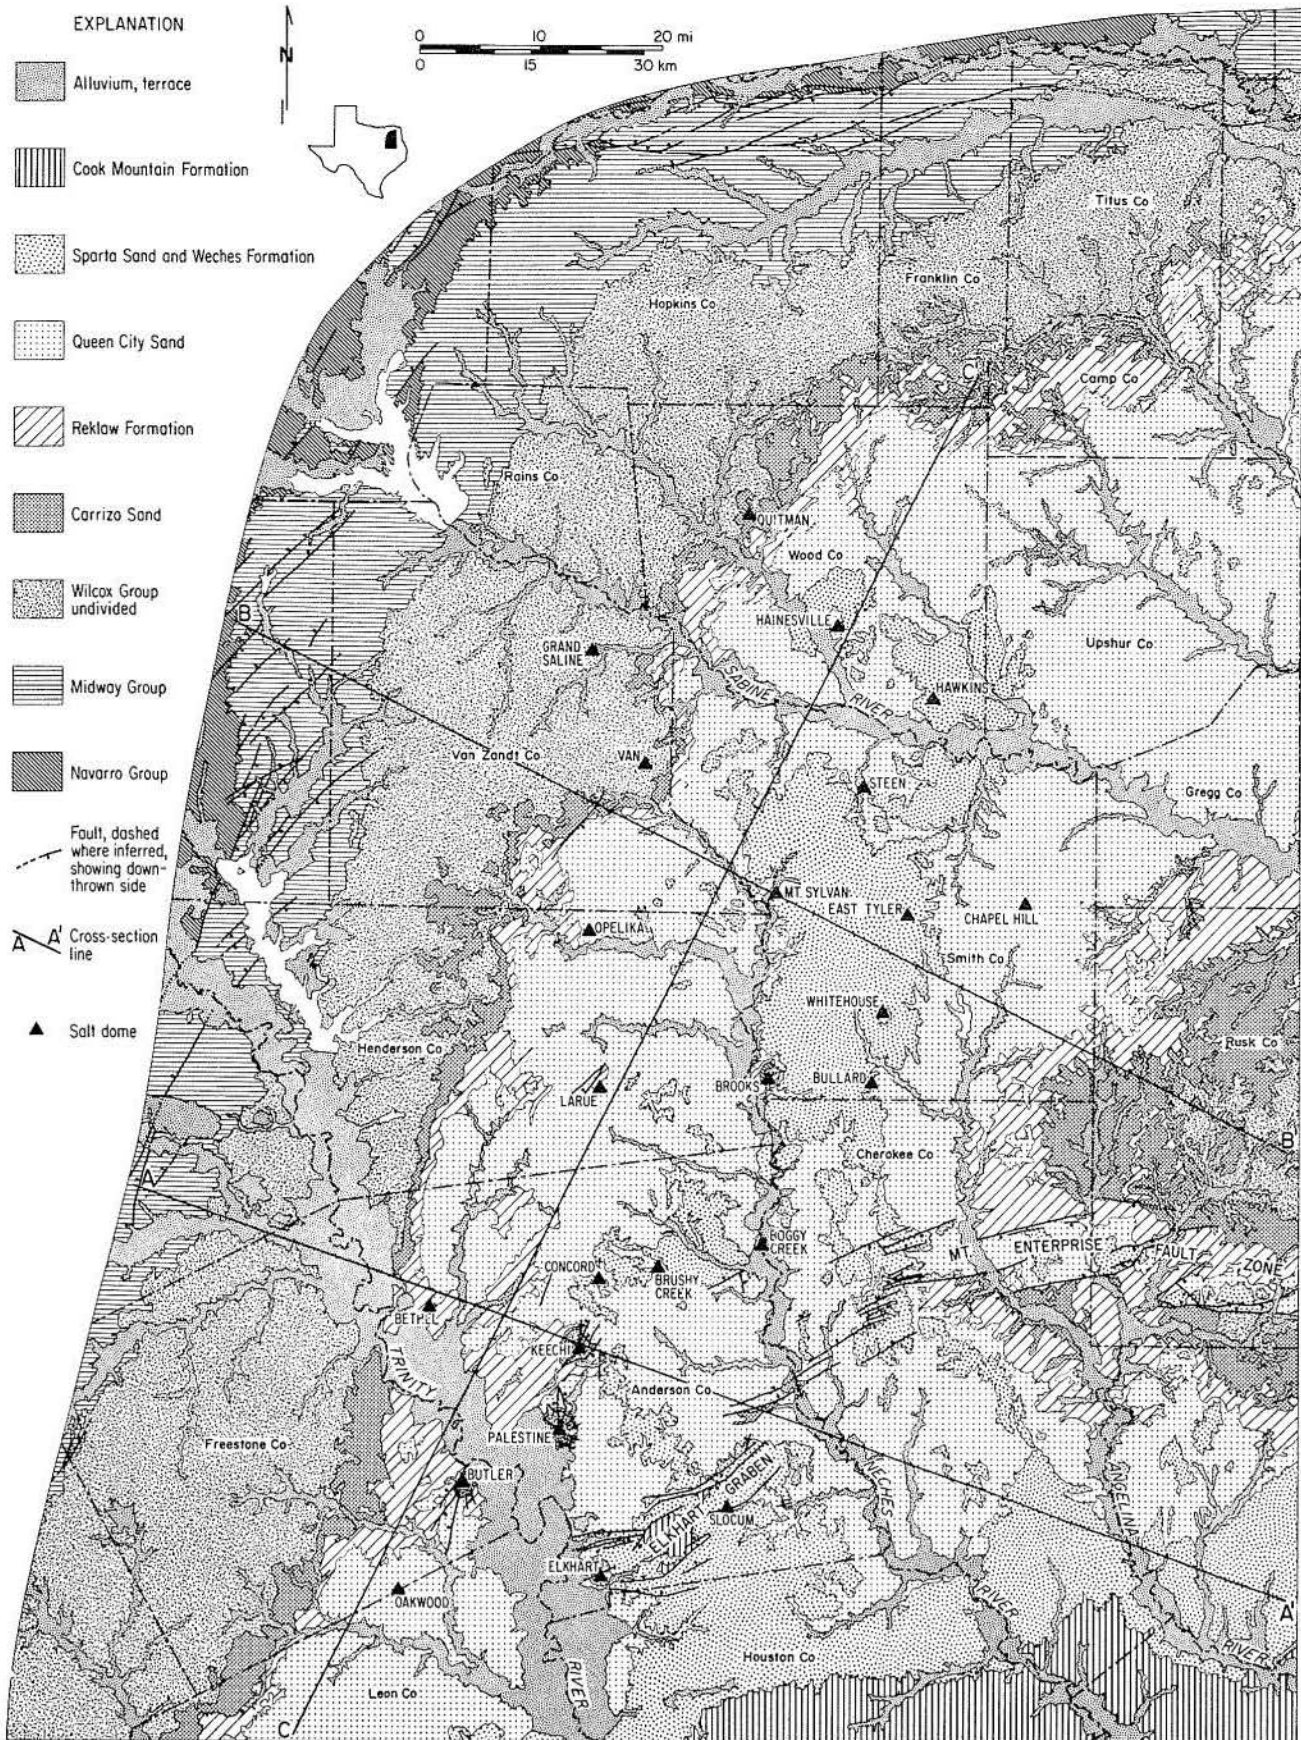 EXPLANATION
Alluvium, terrace
Cook Mountain Formation
Sparta Sand and Weches Formation
Queen City Sand
Reklaw Formation
Carrizo Sand
Wilcox Group
undivided
Midway Group
Navarro Group
Fault, dashed
where inferred,
showing down-
thrown side
A A' Cross-section
line
Salt dome
N
0 10 20 mi
0 15 30 km
Titus Co
Franklin Co
Hopkins Co
C'
Camp Co
Rains Co
QUITMAN
Wood Co
B
HAINESVILLE
GRAND
SALINE
Upshur Co
SABINE
RIVER
HAWKINS
Van Zandt Co
VAN
STEEN
Gregg Co
MT. SYLVAN
EAST TYLER
CHAPEL HILL
OPELIKA
Smith Co
WHITEHOUSE
Henderson Co
Rusk Co
LARUE
BROOKS
BULLARD
B'
Cherokee Co
A
BOGGY
CREEK
MT.
ENTERPRISE
FAULT
ZONE
CONCORD
BRUSHY
CREEK
BETHEL
KEECHI
TRINITY
Anderson Co
PALESTINE
Freestone Co
BUTLER
ELKHART GRABEN
SLOCUM
NECHES
ANGELINA
ELKHART
OAKWOOD
RIVER
A'
RIVER
Houston Co
RIVER
Leon Co
C